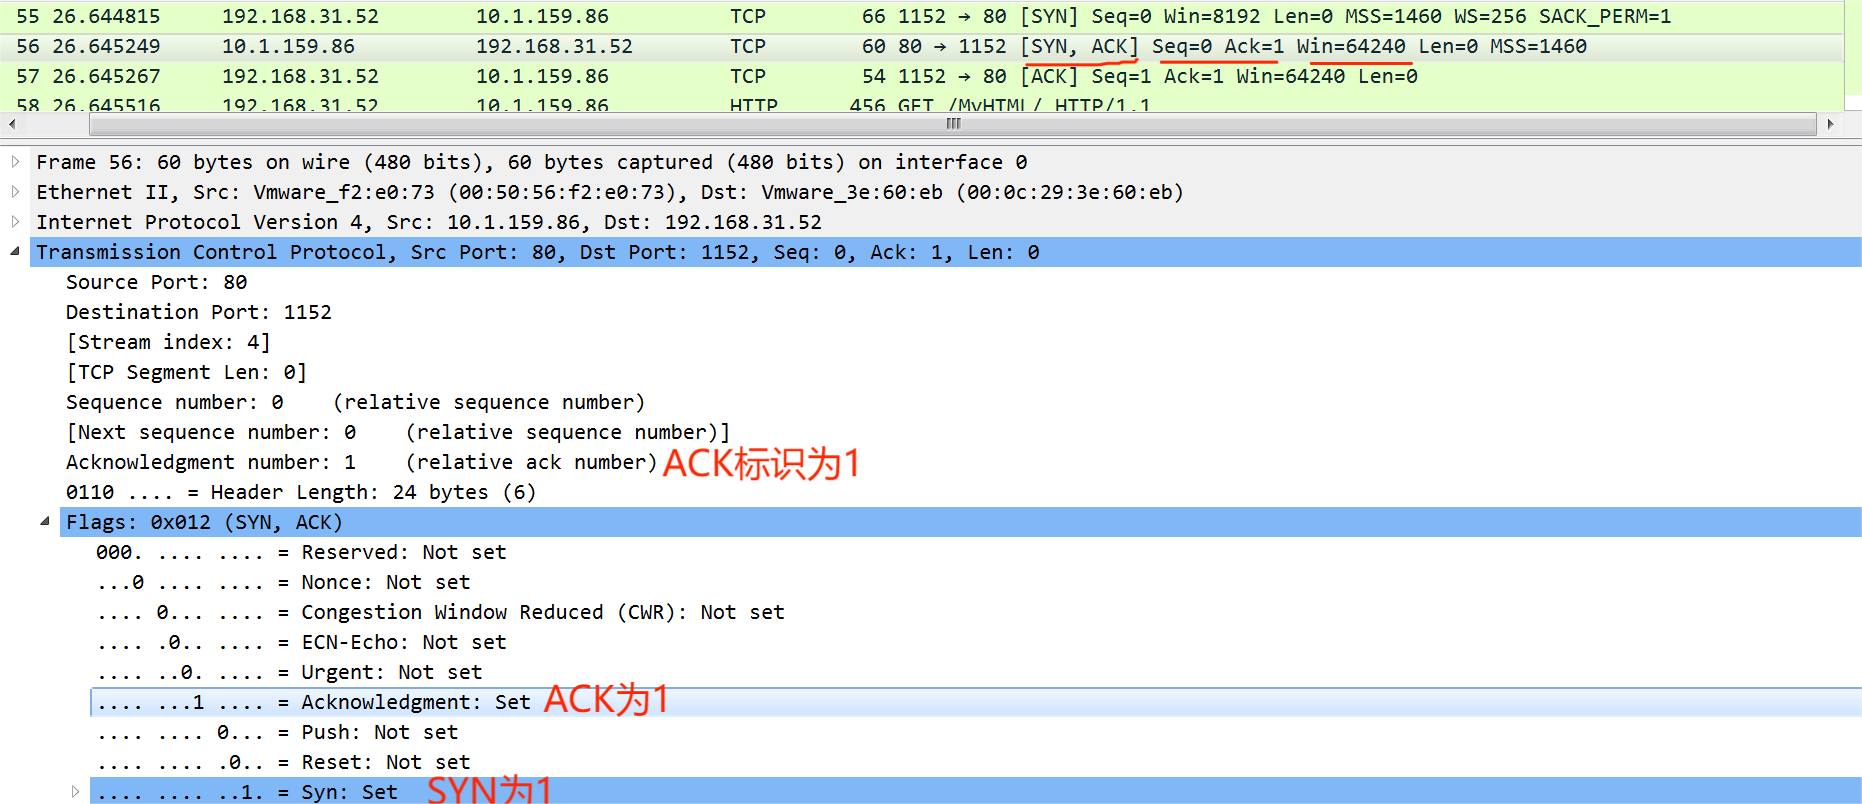 55 26.644815 192.168.31.52 10.1.159.86 TCP 66 1152 → 80 [SYN] Seq=0 Win=8192 Len=0 MSS=1460 WS=256 SACK_PERM=1
56 26.645249 10.1.159.86 192.168.31.52 TCP 60 80 → 1152 [SYN, ACK] Seq=0 Ack=1 Win=64240 Len=0 MSS=1460
57 26.645267 192.168.31.52 10.1.159.86 TCP 54 1152 → 80 [ACK] Seq=1 Ack=1 Win=64240 Len=0
58 26.645516 192.168.31.52 10.1.159.86 HTTP 456 GET /MyHTML/ HTTP/1.1
Frame 56: 60 bytes on wire (480 bits), 60 bytes captured (480 bits) on interface 0
Ethernet II, Src: Vmware_f2:e0:73 (00:50:56:f2:e0:73), Dst: Vmware_3e:60:eb (00:0c:29:3e:60:eb)
Internet Protocol Version 4, Src: 10.1.159.86, Dst: 192.168.31.52
Transmission Control Protocol, Src Port: 80, Dst Port: 1152, Seq: 0, Ack: 1, Len: 0
Source Port: 80
Destination Port: 1152
[Stream index: 4]
[TCP Segment Len: 0]
Sequence number: 0    (relative sequence number)
[Next sequence number: 0    (relative sequence number)]
Acknowledgment number: 1    (relative ack number) ACK标识为1
0110 .... = Header Length: 24 bytes (6)
Flags: 0x012 (SYN, ACK)
000. .... .... = Reserved: Not set
...0 .... .... = Nonce: Not set
.... 0... .... = Congestion Window Reduced (CWR): Not set
.... .0.. .... = ECN-Echo: Not set
.... ..0. .... = Urgent: Not set
.... ...1 .... = Acknowledgment: Set ACK为1
.... .... 0... = Push: Not set
.... .... .0.. = Reset: Not set
.... .... ..1. = Syn: Set SYN为1